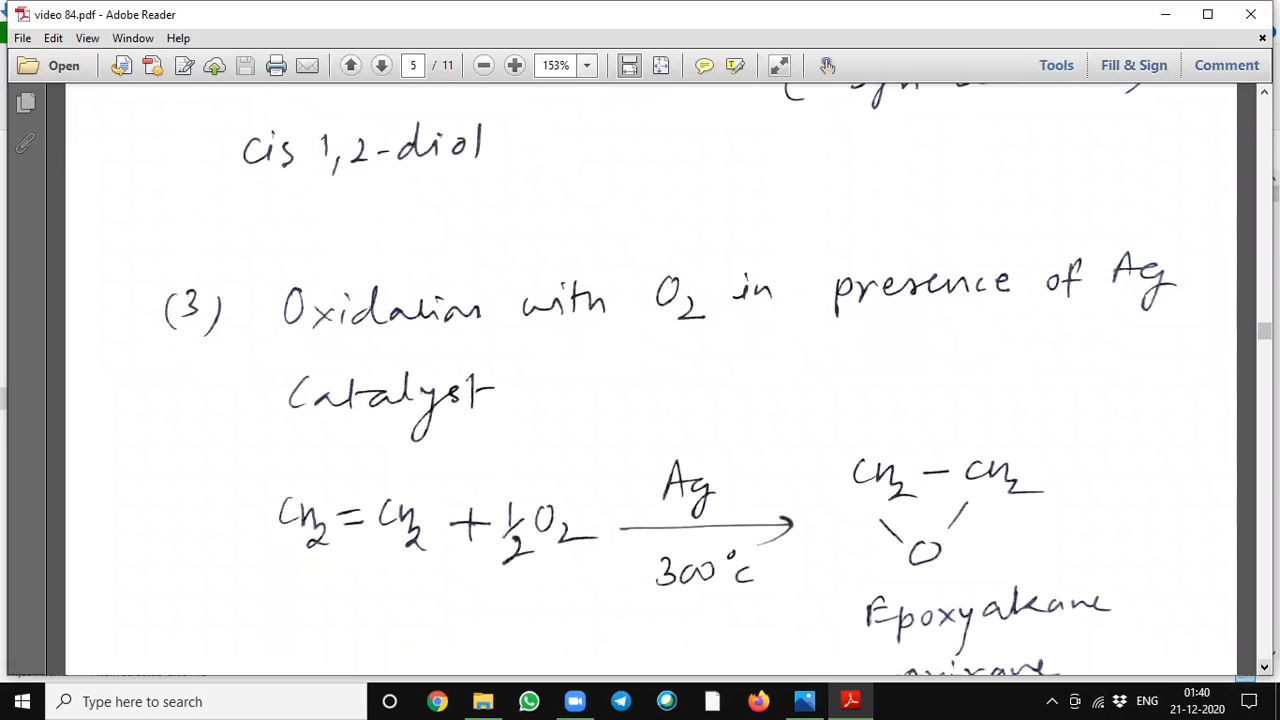 video 84.pdf - Adobe Reader
File Edit View Window Help
Open 5 / 11 153% Tools Fill & Sign Comment
cis 1,2-diol
(3) Oxidation with O2 in presence of Ag
Catalyst
CH2 = CH2 + 1/2 O2 Ag 300°C CH2 - CH2
O
Epoxyalkane
oxirane
Type here to search
ENG
01:40
21-12-2020